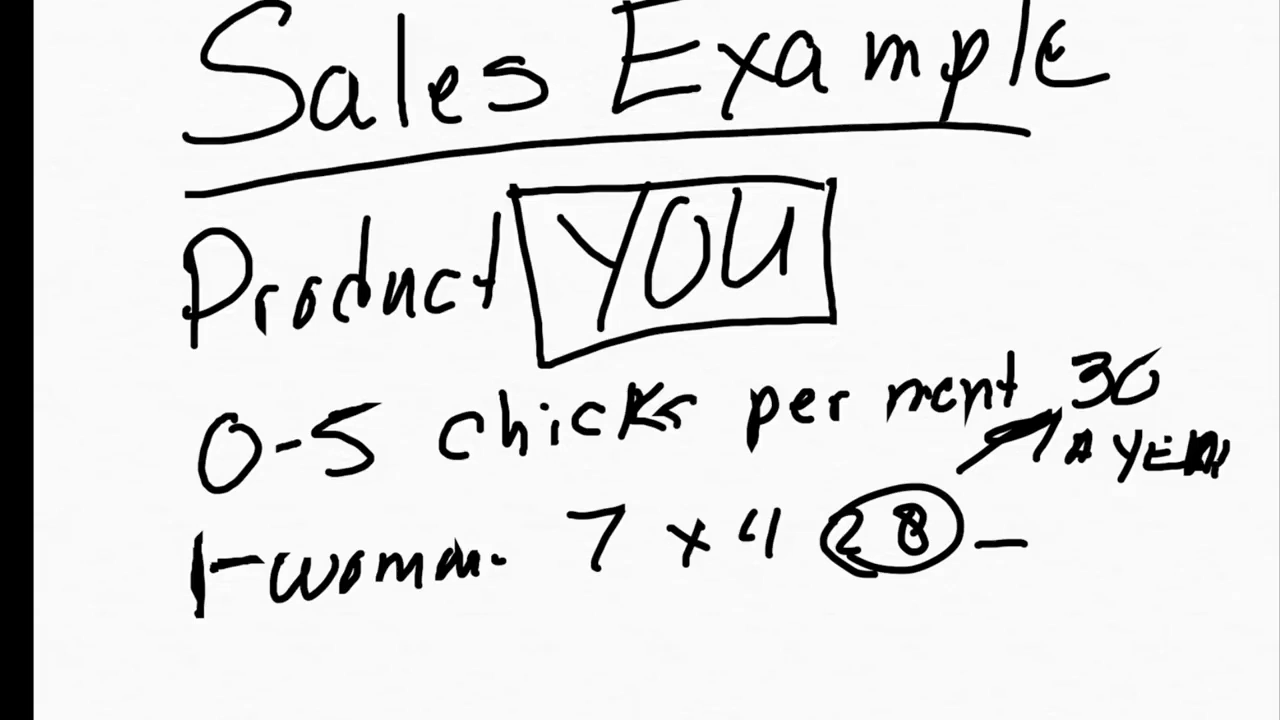 Sales Example
Product YOU
0-5 chicks per mont 30
A YEAR
1-woman. 7 x 4 28 -